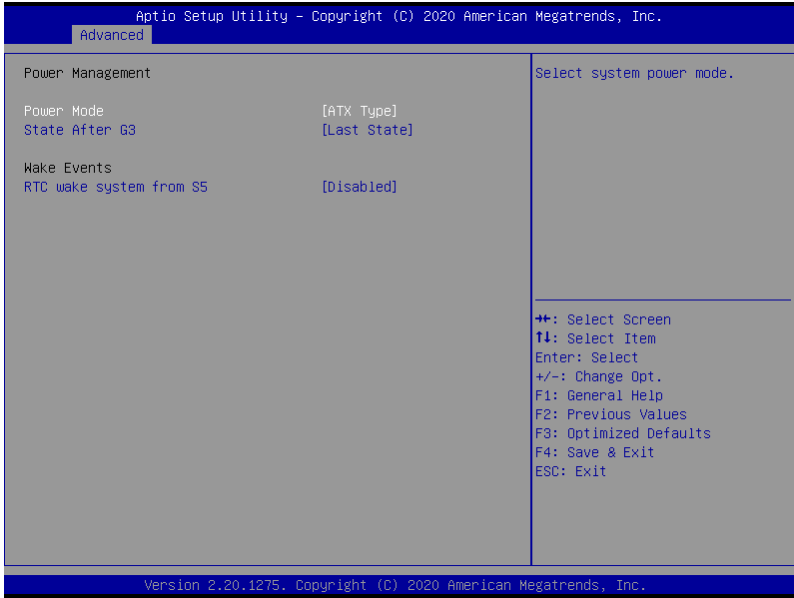 Aptio Setup Utility – Copyright (C) 2020 American Megatrends, Inc.
Advanced
Power Management
Power Mode [ATX Type]
State After G3 [Last State]
Wake Events
RTC wake system from S5 [Disabled]
Select system power mode.
→←: Select Screen
↑↓: Select Item
Enter: Select
+/-: Change Opt.
F1: General Help
F2: Previous Values
F3: Optimized Defaults
F4: Save & Exit
ESC: Exit
Version 2.20.1275. Copyright (C) 2020 American Megatrends, Inc.